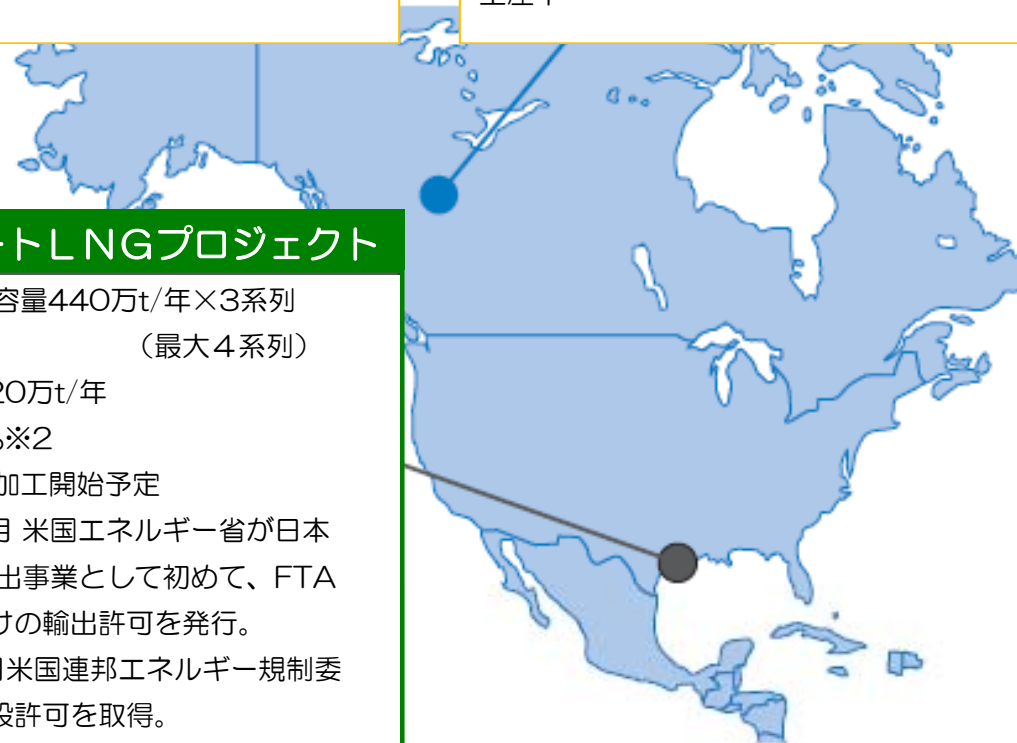 生産中
ートLNGプロジェクト
容量440万t/年×3系列
（最大４系列）
20万t/年
%※2
加工開始予定
月 米国エネルギー省が日本
出事業として初めて、FTA
けの輸出許可を発行。
米国連邦エネルギー規制委
設許可を取得。